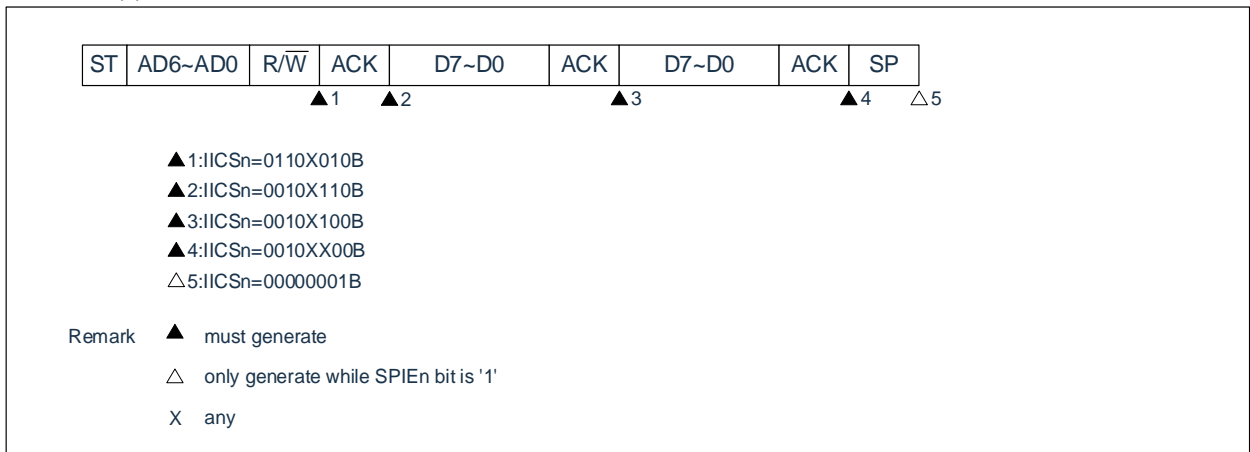 ST AD6~AD0 R/W̅ ACK D7~D0 ACK D7~D0 ACK SP
▲1 ▲2 ▲3 ▲4 △5
▲1:IICSn=0110X010B
▲2:IICSn=0010X110B
▲3:IICSn=0010X100B
▲4:IICSn=0010XX00B
△5:IICSn=00000001B
Remark ▲ must generate
△ only generate while SPIEn bit is '1'
X any